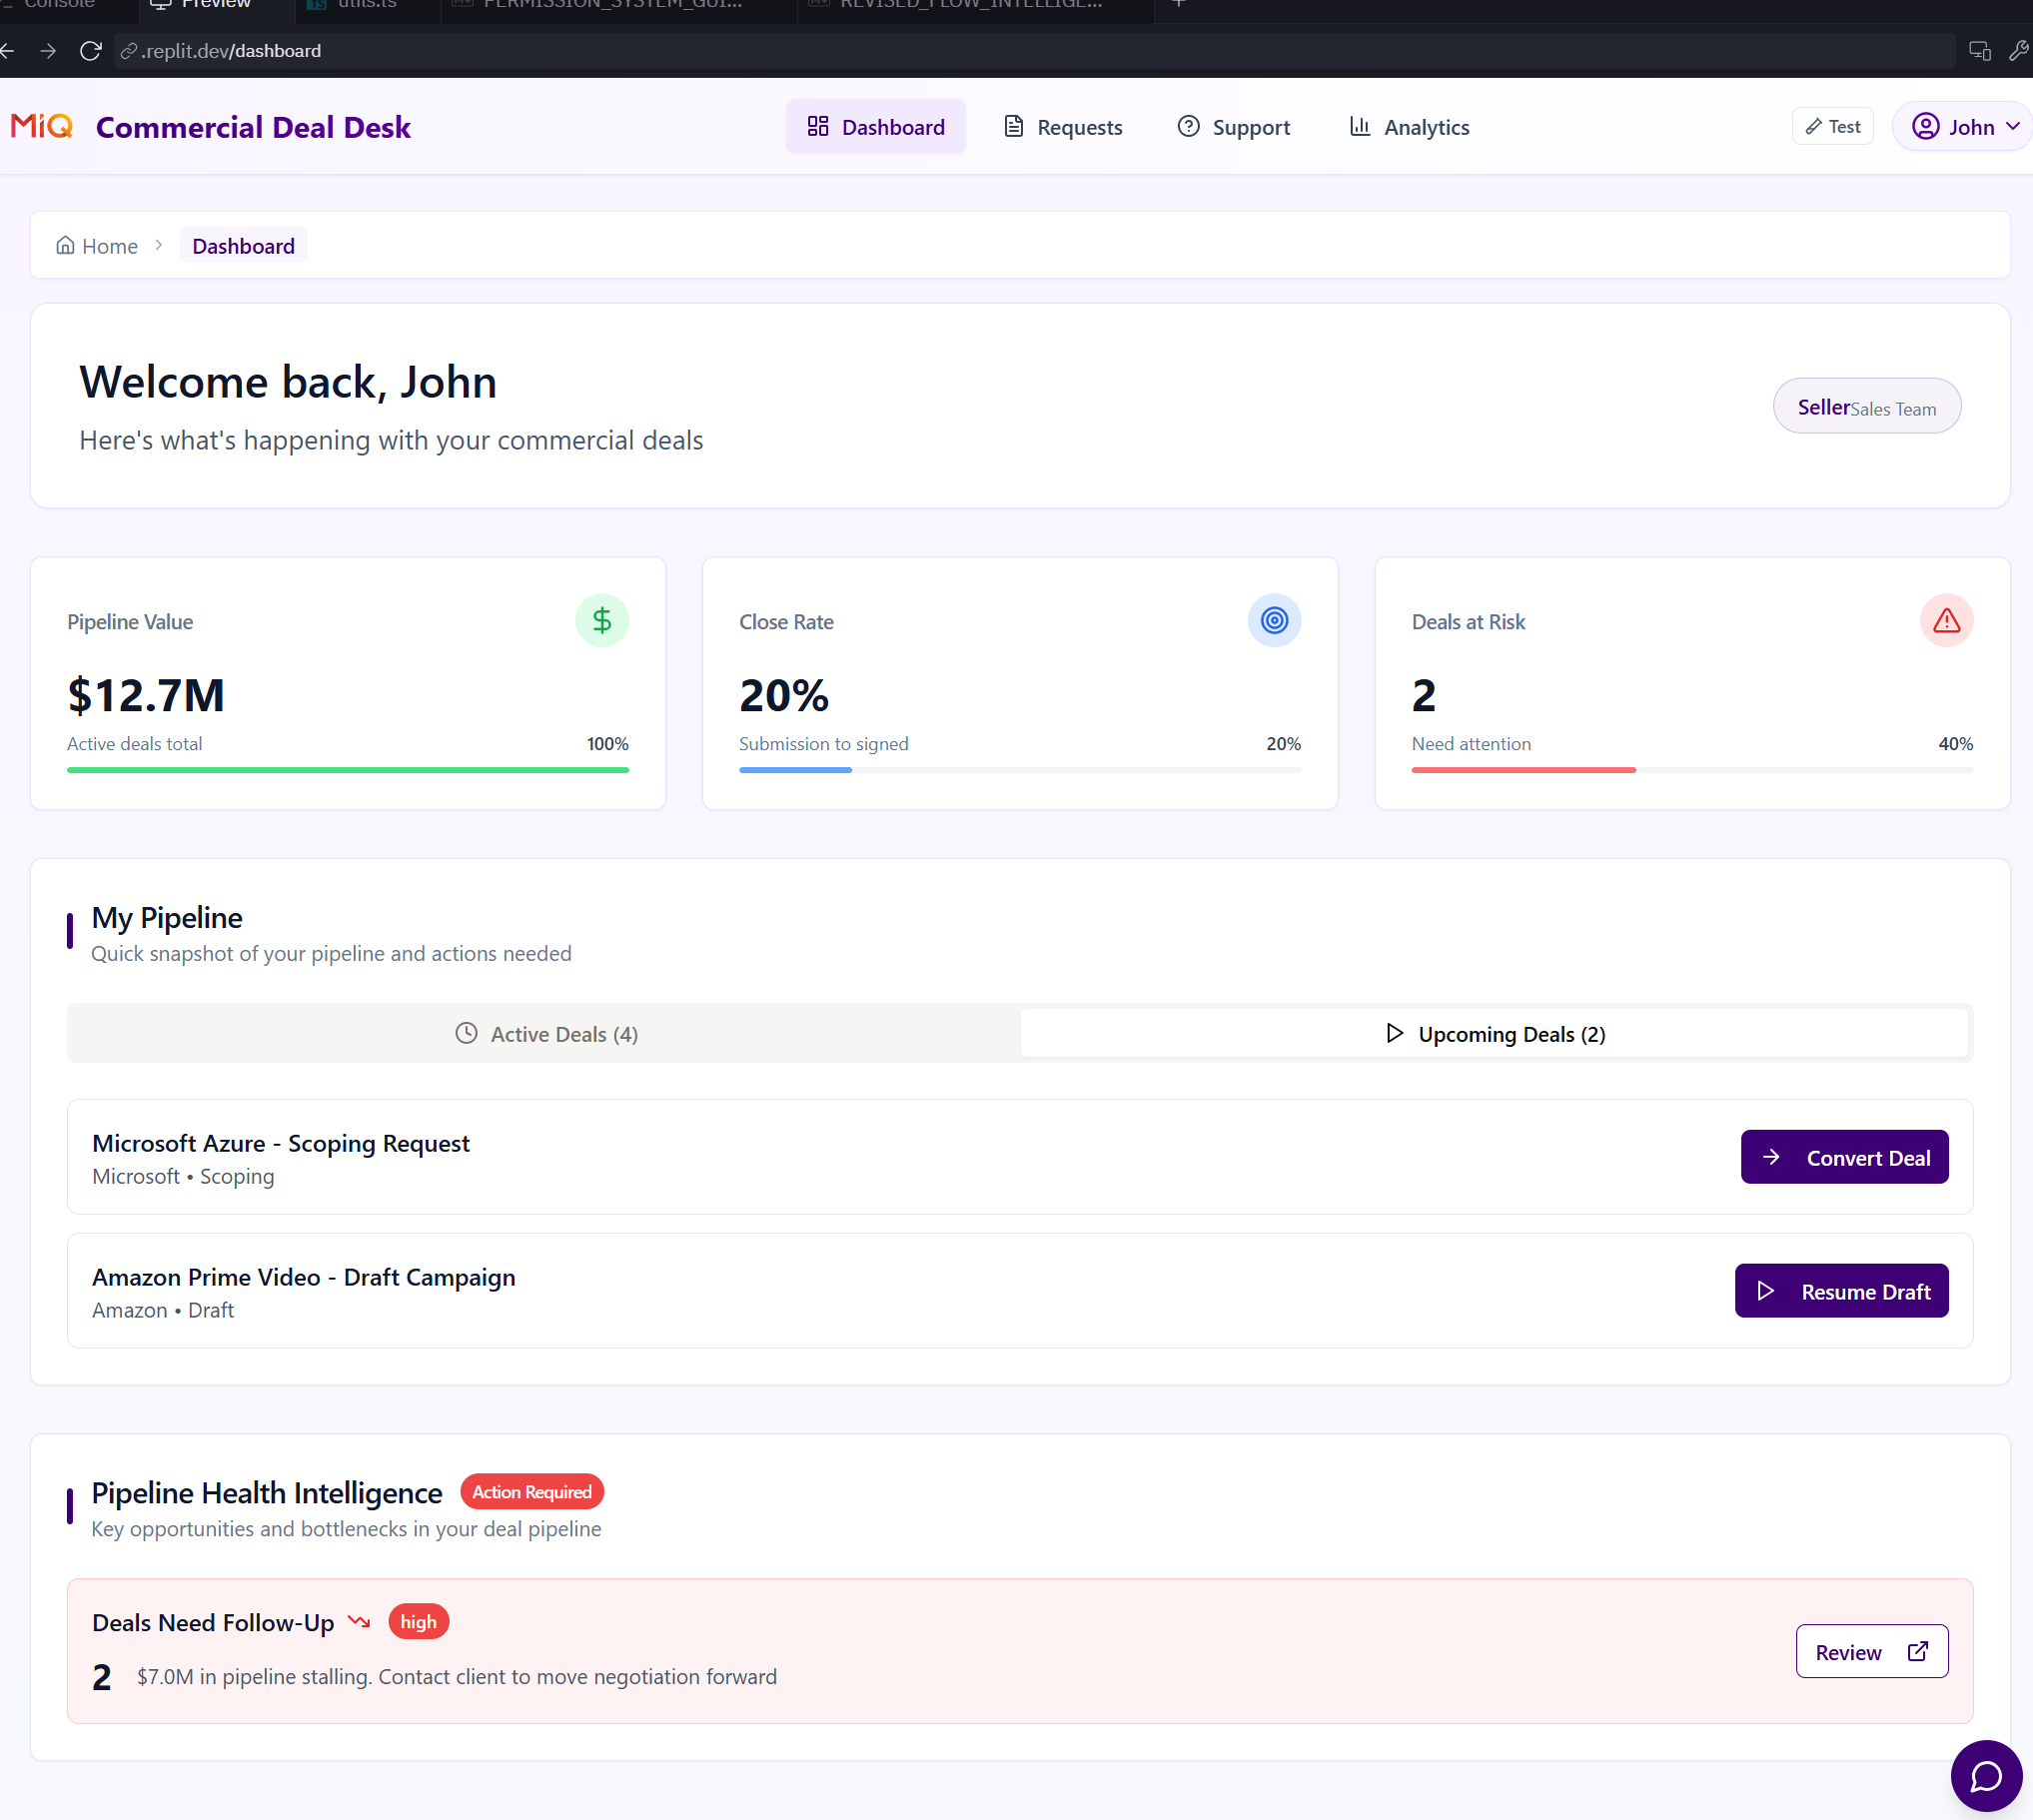 Console
Preview
utils.ts
PERMISSION_SYSTEM_GUI...
REVISED_FLOW_INTELLIGE...
.replit.dev/dashboard
MiQ
Commercial Deal Desk
Dashboard
Requests
Support
Analytics
Test
John
Home
Dashboard
Welcome back, John
Here's what's happening with your commercial deals
Seller Sales Team
Pipeline Value
$12.7M
Active deals total
100%
Close Rate
20%
Submission to signed
20%
Deals at Risk
2
Need attention
40%
My Pipeline
Quick snapshot of your pipeline and actions needed
Active Deals (4)
Upcoming Deals (2)
Microsoft Azure - Scoping Request
Microsoft • Scoping
Convert Deal
Amazon Prime Video - Draft Campaign
Amazon • Draft
Resume Draft
Pipeline Health Intelligence
Action Required
Key opportunities and bottlenecks in your deal pipeline
Deals Need Follow-Up
high
2 $7.0M in pipeline stalling. Contact client to move negotiation forward
Review